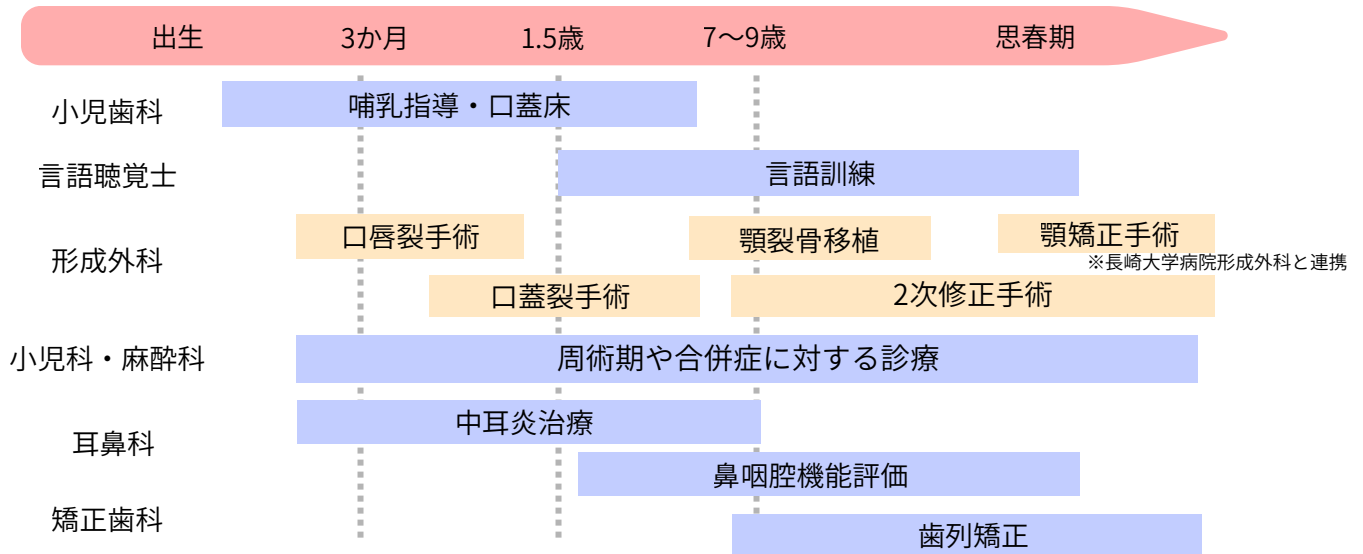 出生 3か月 1.5歳 7〜9歳 思春期
小児歯科 哺乳指導・口蓋床
言語聴覚士 言語訓練
口唇裂手術 顎裂骨移植 顎矯正手術
形成外科 ※長崎大学病院形成外科と連携
口蓋裂手術 2次修正手術
小児科・麻酔科 周術期や合併症に対する診療
中耳炎治療
耳鼻科
鼻咽腔機能評価
矯正歯科 歯列矯正